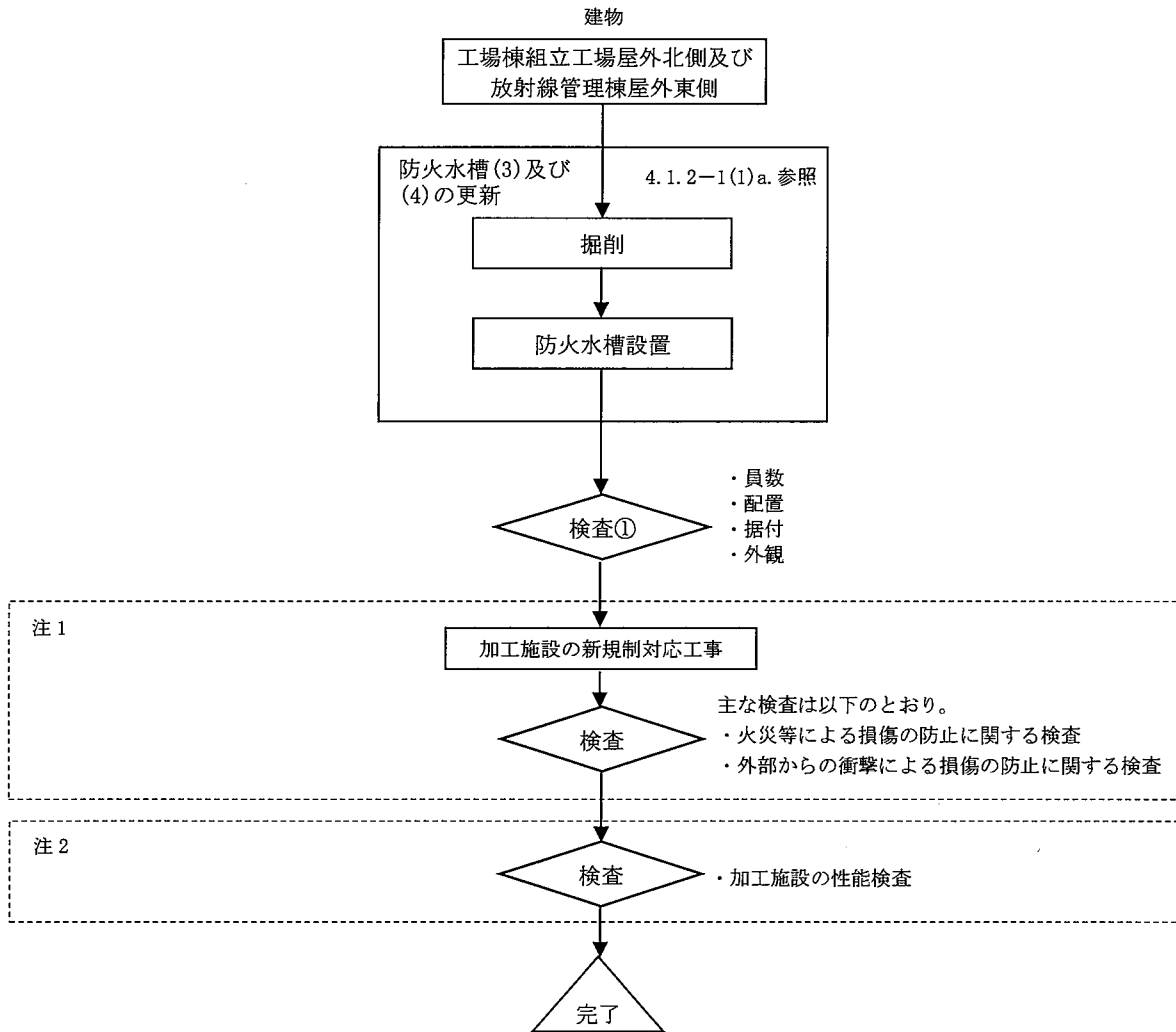 建物
工場棟組立工場屋外北側及び
放射線管理棟屋外東側
防火水槽(3)及び
(4)の更新
4.1.2－1(1)a.参照
掘削
防火水槽設置
検査①
・員数
・配置
・据付
・外観
注1
加工施設の新規制対応工事
検査
主な検査は以下のとおり。
・火災等による損傷の防止に関する検査
・外部からの衝撃による損傷の防止に関する検査
注2
検査
・加工施設の性能検査
完了